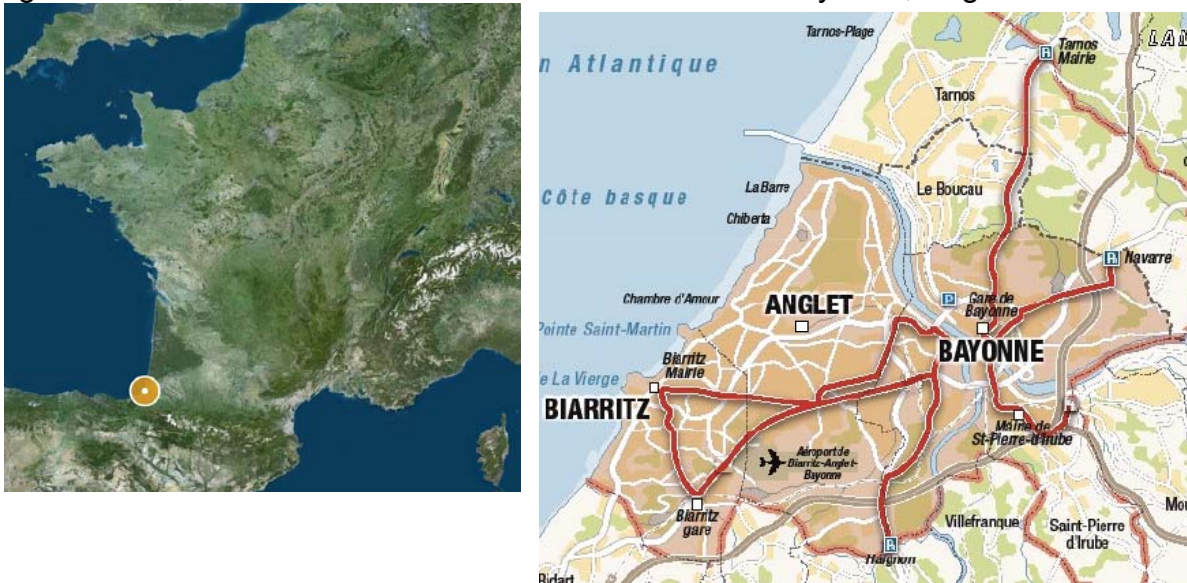 Tarnos-Plage
Tarnos
Mairie
n Atlantique
Tarnos
La Barre
Le Boucau
Côte basque
Chiberta
Navarre
P
Gare de
Bayonne
Chambre d'Amour
ANGLET
Pointe Saint-Martin
BAYONNE
Biarritz
Mairie
e La Vierge
BIARRITZ
Mairie de
St-Pierre-d'Irube
Aéroport de
Biarritz-Anglet-
Bayonne
Biarritz
gare
Villefranque
Saint-Pierre
d'Irube
Mou